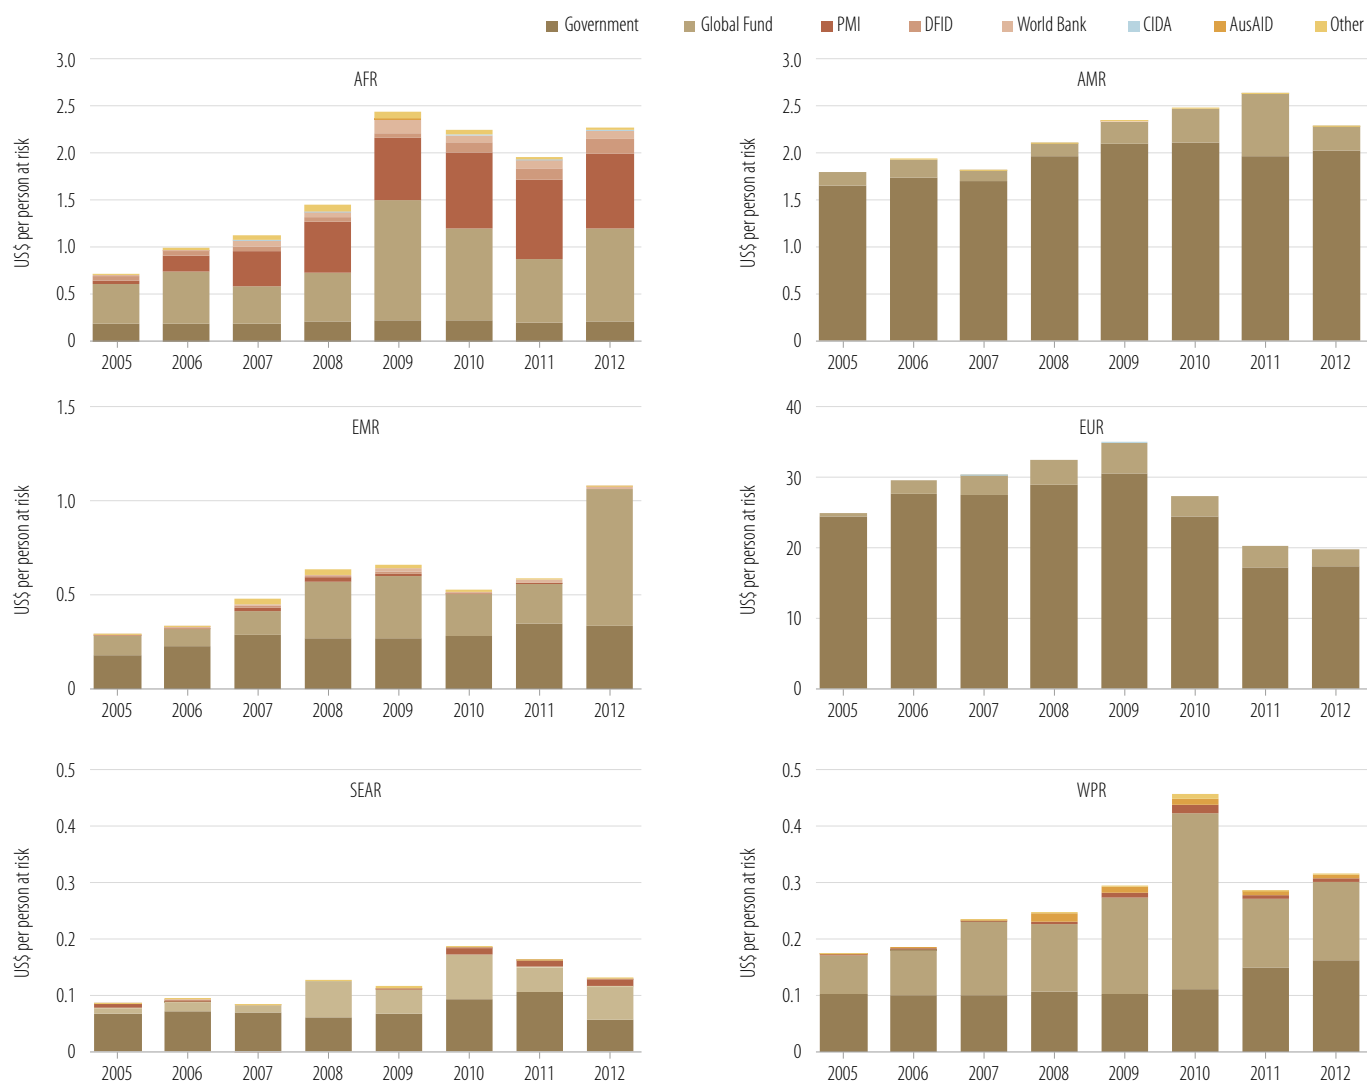 Government Global Fund PMI DFID World Bank CIDA AusAID Other
AFR
US$ per person at risk
3.0
2.5
2.0
1.5
1.0
0.5
0
2005 2006 2007 2008 2009 2010 2011 2012
AMR
US$ per person at risk
3.0
2.5
2.0
1.5
1.0
0.5
0
2005 2006 2007 2008 2009 2010 2011 2012
EMR
US$ per person at risk
1.5
1.0
0.5
0
2005 2006 2007 2008 2009 2010 2011 2012
EUR
US$ per person at risk
40
30
20
10
0
2005 2006 2007 2008 2009 2010 2011 2012
SEAR
US$ per person at risk
0.5
0.4
0.3
0.2
0.1
0
2005 2006 2007 2008 2009 2010 2011 2012
WPR
US$ per person at risk
0.5
0.4
0.3
0.2
0.1
0
2005 2006 2007 2008 2009 2010 2011 2012